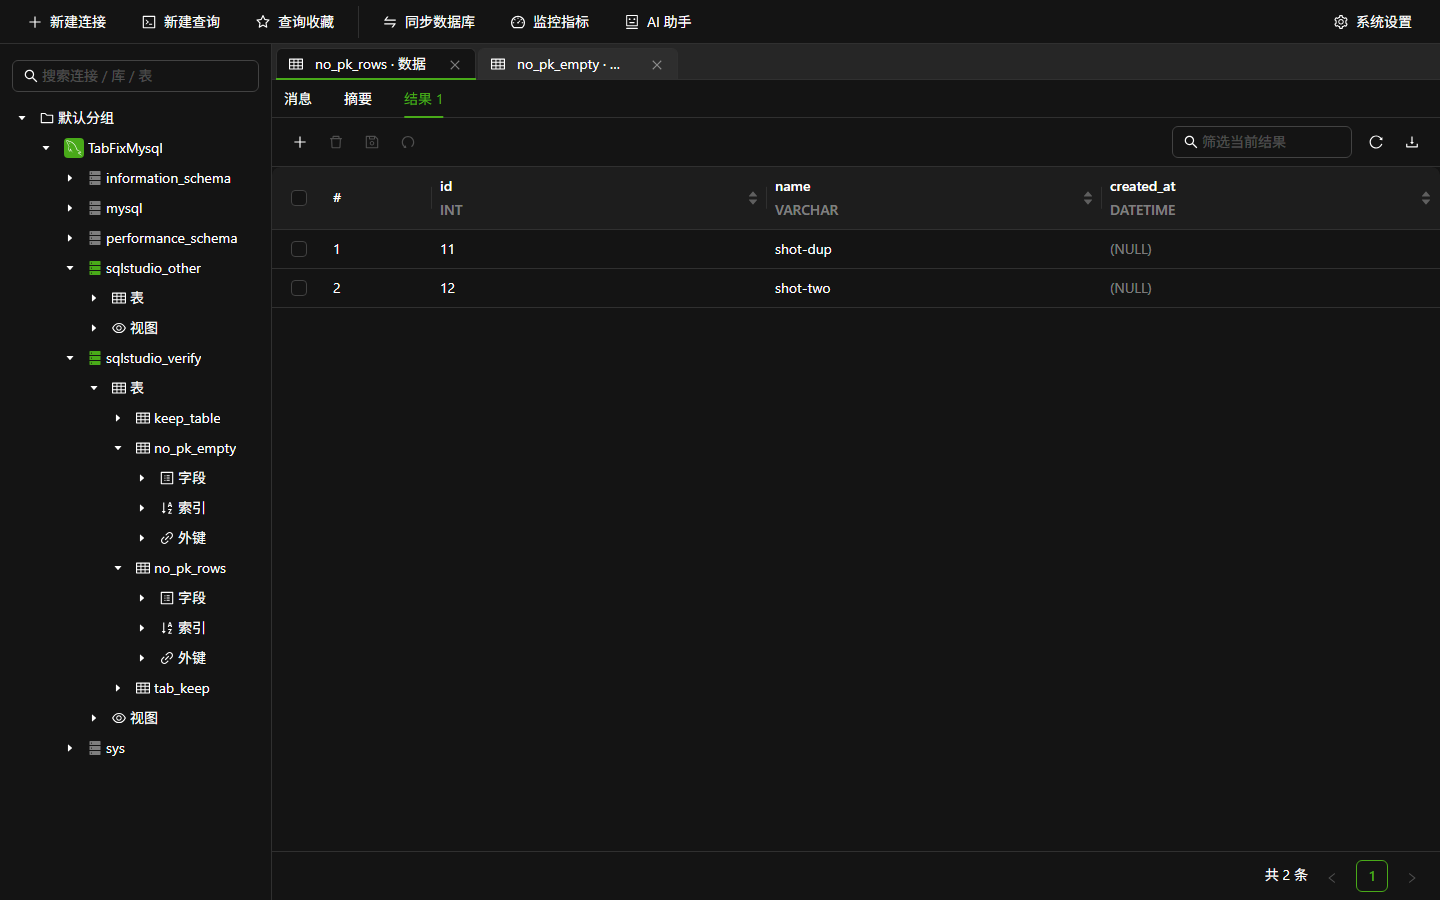 新建连接
新建查询
查询收藏
同步数据库
监控指标
AI 助手
系统设置
搜索连接 / 库 / 表
默认分组
TabFixMysql
information_schema
mysql
performance_schema
sqlstudio_other
表
视图
sqlstudio_verify
表
keep_table
no_pk_empty
字段
索引
外键
no_pk_rows
字段
索引
外键
tab_keep
视图
sys
no_pk_rows · 数据
no_pk_empty · ...
消息
摘要
结果 1
筛选当前结果
# id name created_at
INT VARCHAR DATETIME
1 11 shot-dup (NULL)
2 12 shot-two (NULL)
共 2 条
1